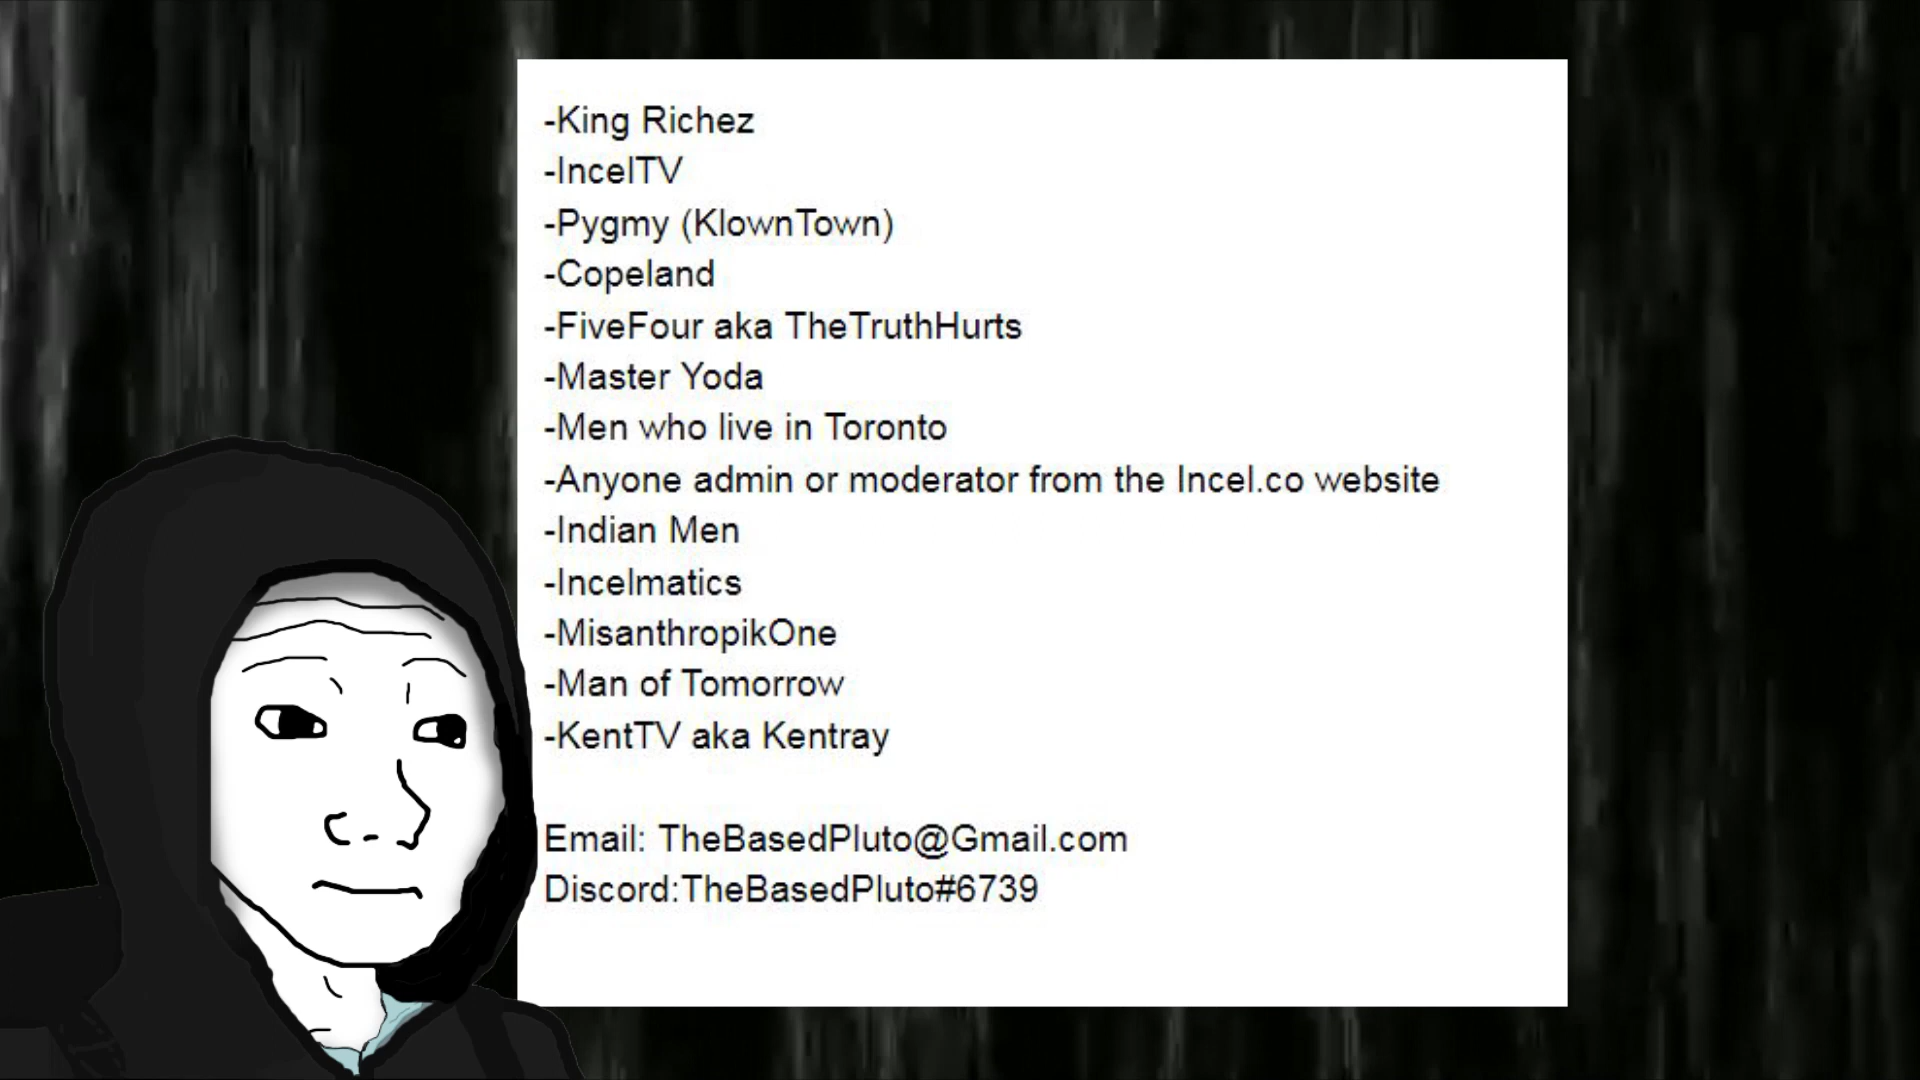 -King Richez
-IncelTV
-Pygmy (KlownTown)
-Copeland
-FiveFour aka TheTruthHurts
-Master Yoda
-Men who live in Toronto
-Anyone admin or moderator from the Incel.co website
-Indian Men
-Incelmatics
-MisanthropikOne
-Man of Tomorrow
-KentTV aka Kentray
Email: TheBasedPluto@Gmail.com
Discord:TheBasedPluto#6739